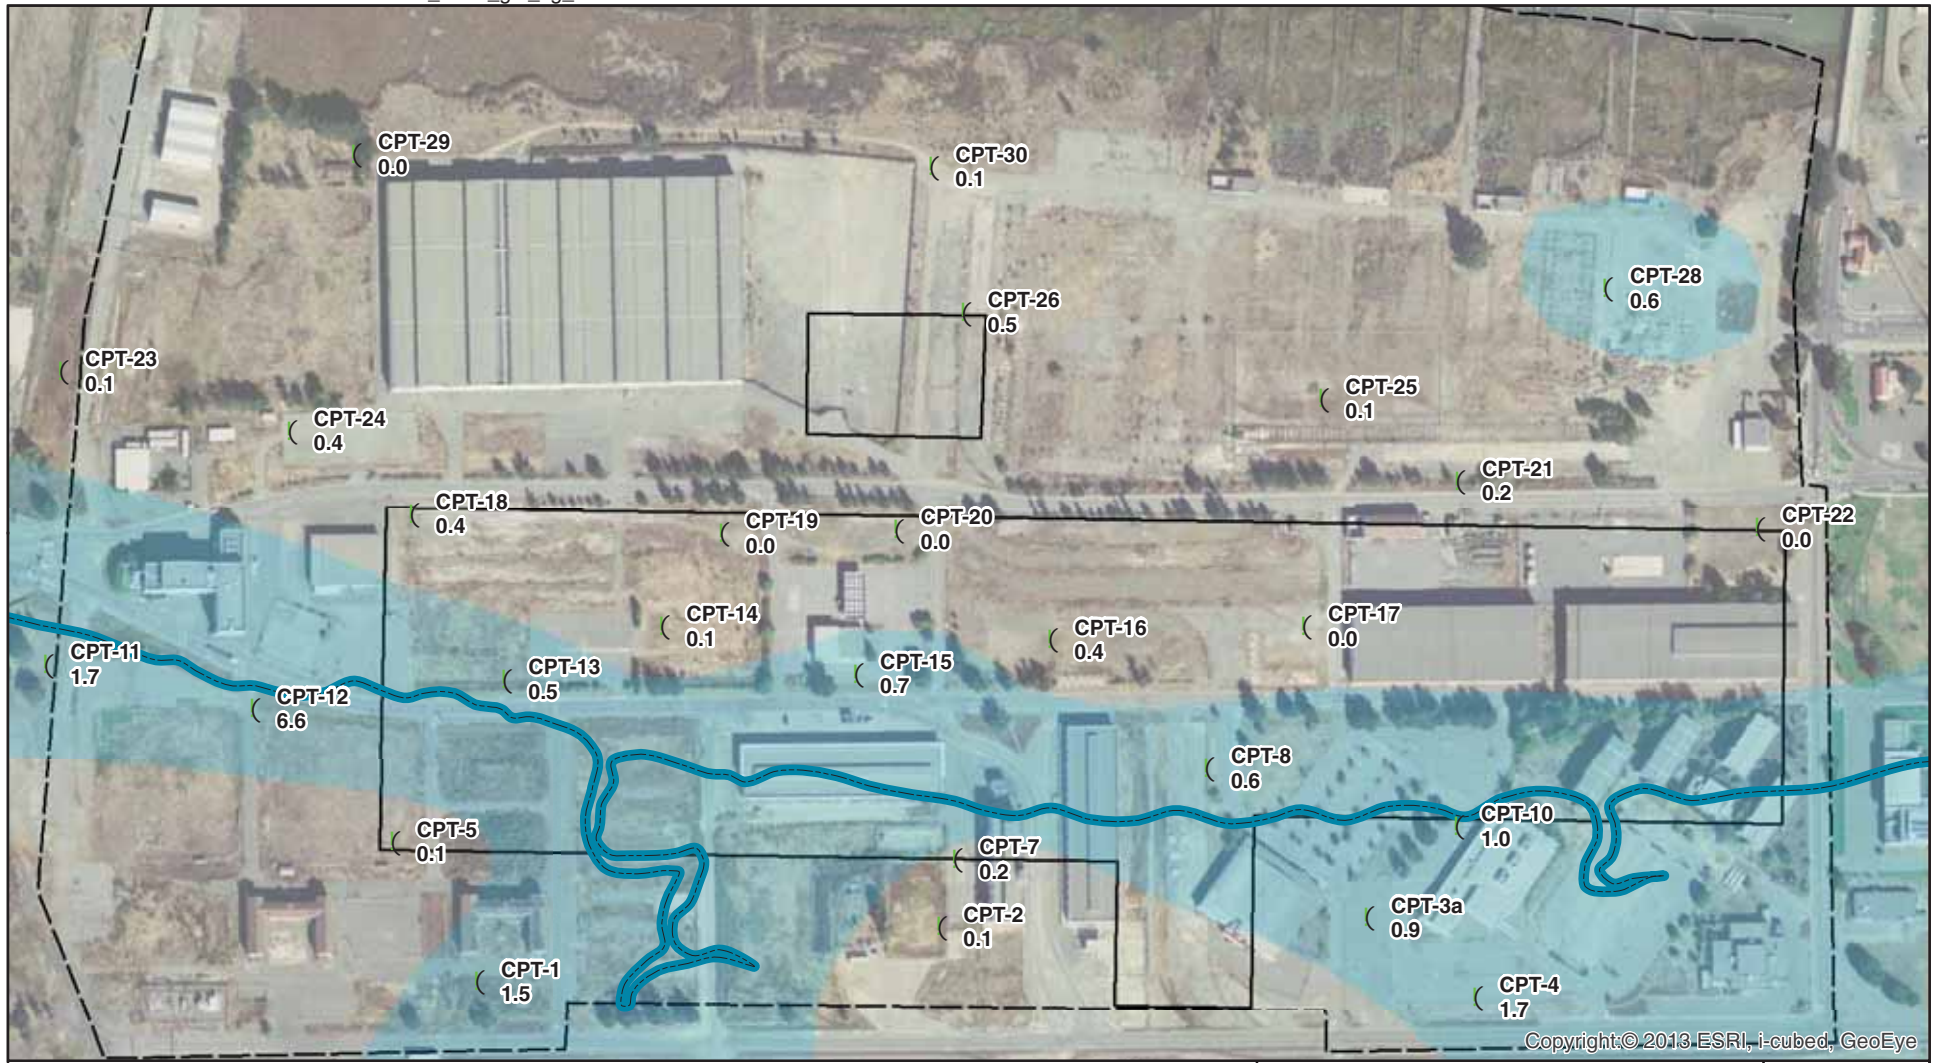 CPT-29
0.0
CPT-30
0.1
CPT-28
0.6
CPT-26
0.5
CPT-23
0.1
CPT-25
0.1
CPT-24
0.4
CPT-21
0.2
CPT-18
0.4
CPT-19
0.0
CPT-20
0.0
CPT-22
0.0
CPT-14
0.1
CPT-16
0.4
CPT-17
0.0
CPT-11
1.7
CPT-13
0.5
CPT-15
0.7
CPT-12
6.6
CPT-8
0.6
CPT-10
1.0
CPT-5
0.1
CPT-7
0.2
CPT-3a
0.9
CPT-2
0.1
CPT-1
1.5
CPT-4
1.7
Copyright:© 2013 ESRI, i-cubed, GeoEye